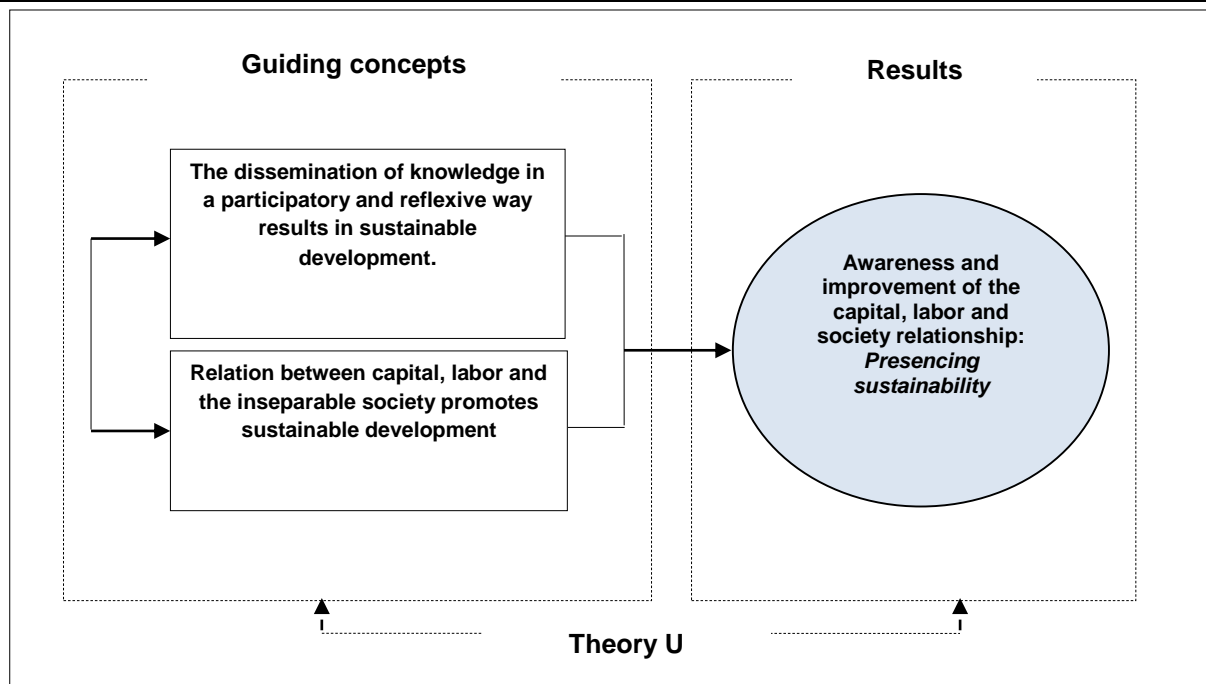 Guiding concepts
The dissemination of knowledge in
a participatory and reflexive way
results in sustainable
development.
Relation between capital, labor and
the inseparable society promotes
sustainable development
Results
Awareness and
improvement of the
capital, labor and
society relationship:
Presencing
sustainability
Theory U